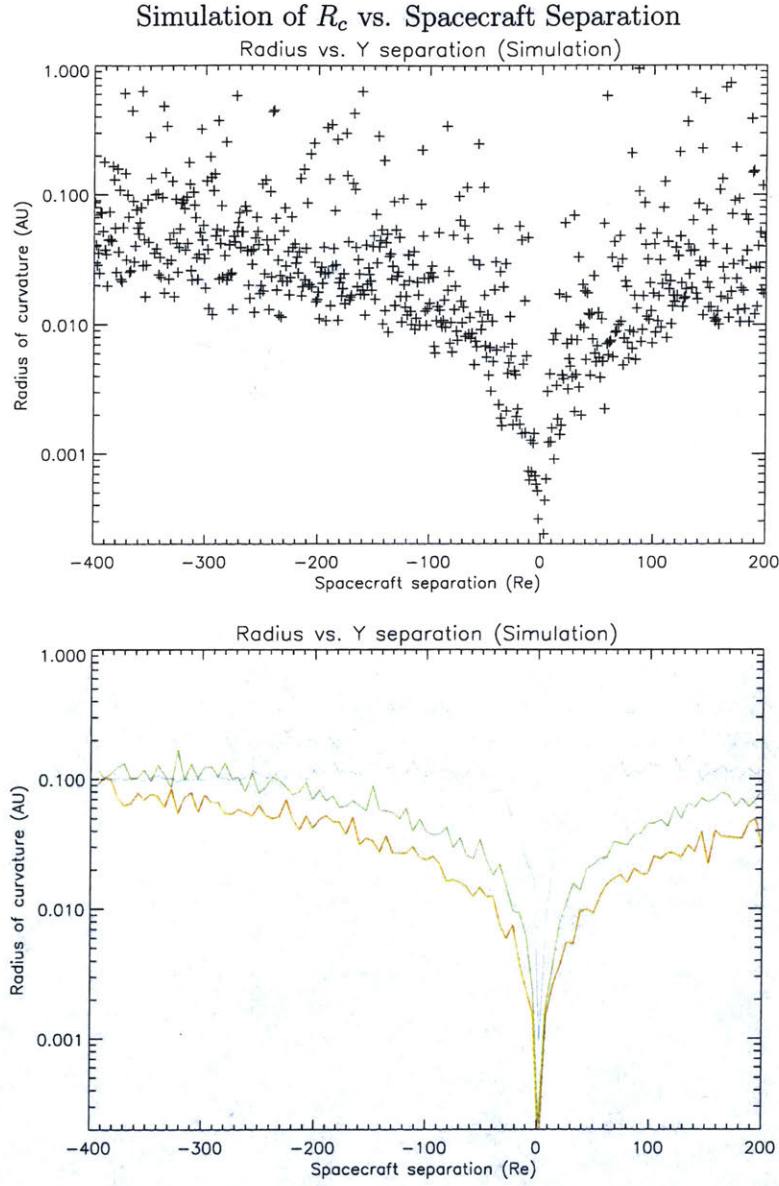 Simulation of R_c vs. Spacecraft Separation
Radius vs. Y separation (Simulation)
1.000
0.100
0.010
0.001
Radius of curvature (AU)
−400 −300 −200 −100 0 100 200
Spacecraft separation (Re)
Radius vs. Y separation (Simulation)
1.000
0.100
0.010
0.001
Radius of curvature (AU)
−400 −300 −200 −100 0 100 200
Spacecraft separation (Re)